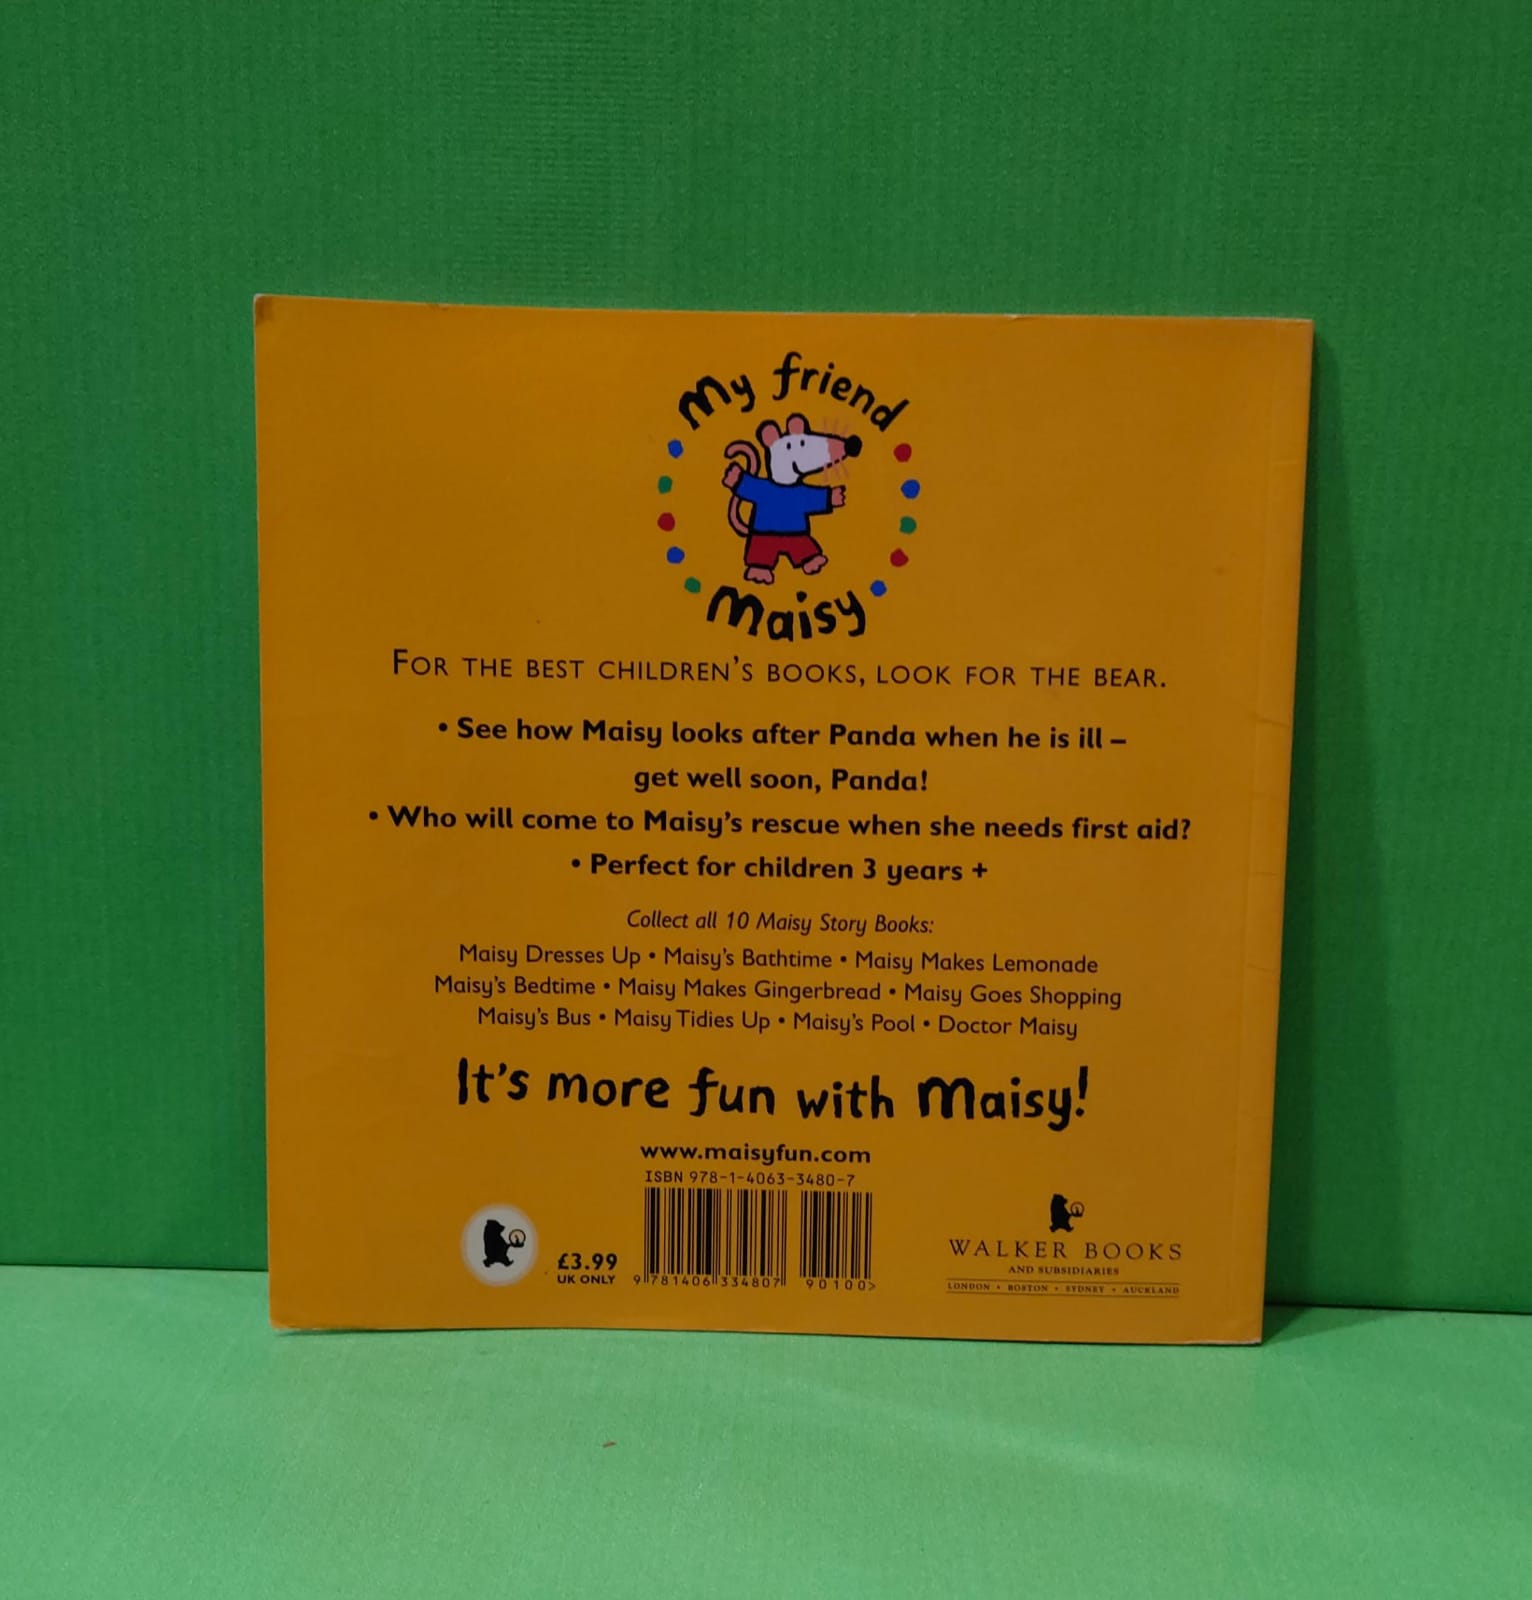 My friend
Maisy
FOR THE BEST CHILDREN'S BOOKS, LOOK FOR THE BEAR.
• See how Maisy looks after Panda when he is ill –
get well soon, Panda!
• Who will come to Maisy's rescue when she needs first aid?
• Perfect for children 3 years +
Collect all 10 Maisy Story Books:
Maisy Dresses Up • Maisy's Bathtime • Maisy Makes Lemonade
Maisy's Bedtime • Maisy Makes Gingerbread • Maisy Goes Shopping
Maisy's Bus • Maisy Tidies Up • Maisy's Pool • Doctor Maisy
It's more fun with Maisy!
www.maisyfun.com
ISBN 978-1-4063-3480-7
£3.99
UK ONLY
9 781406 334807
90100>
WALKER BOOKS
AND SUBSIDIARIES
LONDON • BOSTON • SYDNEY • AUCKLAND